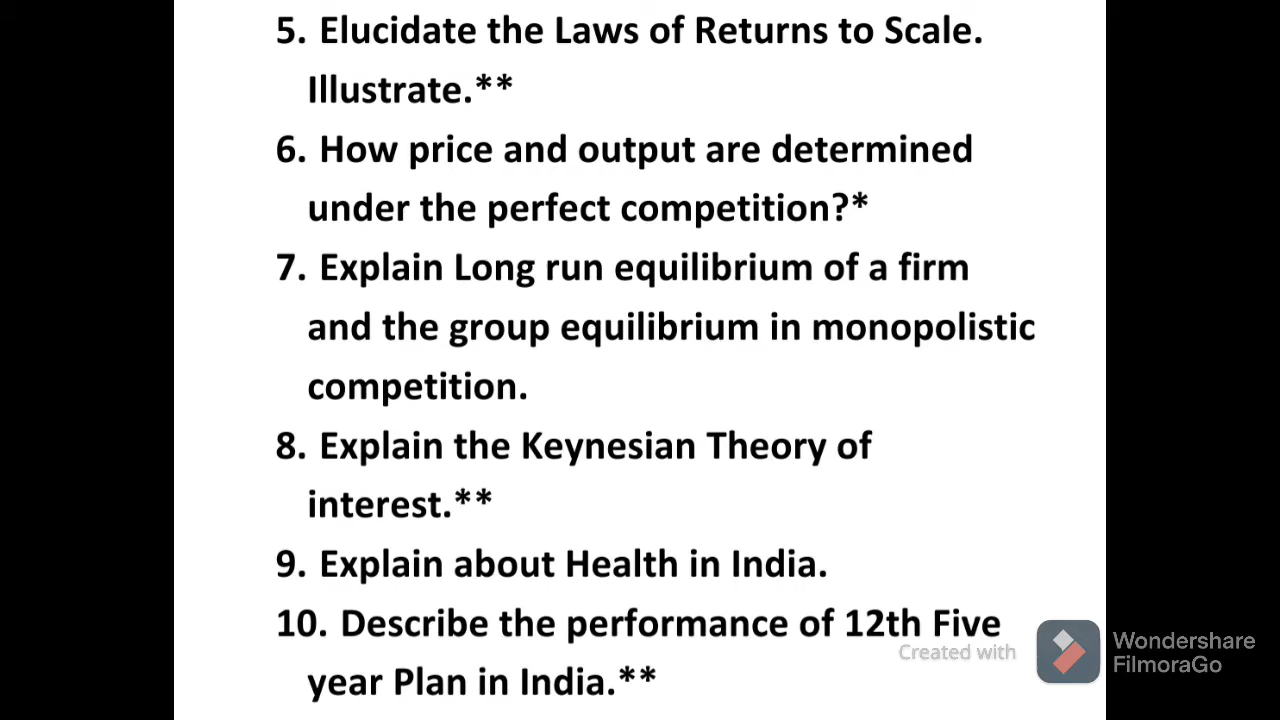 5. Elucidate the Laws of Returns to Scale.
Illustrate.**
6. How price and output are determined
under the perfect competition?*
7. Explain Long run equilibrium of a firm
and the group equilibrium in monopolistic
competition.
8. Explain the Keynesian Theory of
interest.**
9. Explain about Health in India.
10. Describe the performance of 12th Five
year Plan in India.**
Created with
Wondershare
FilmoraGo